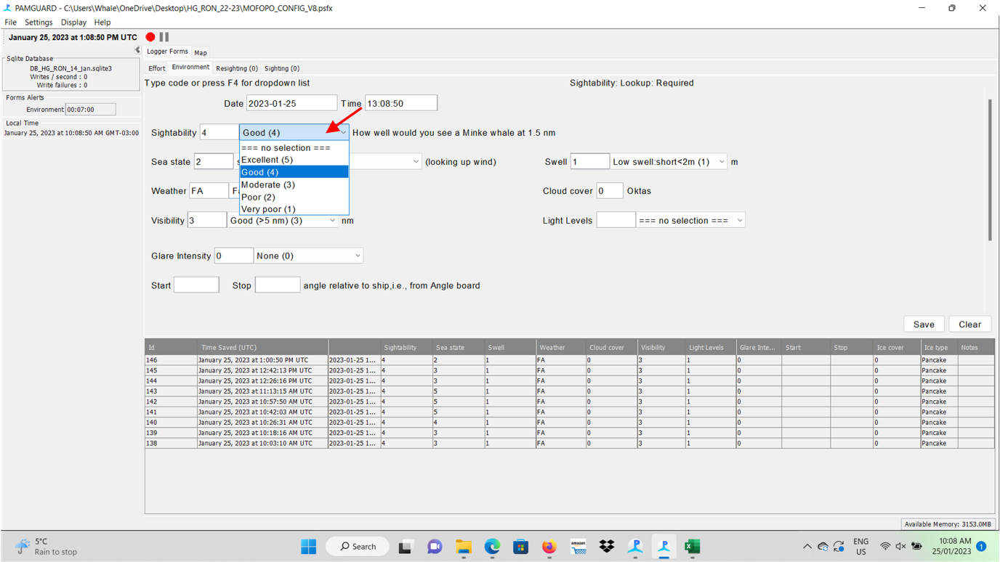 PAMGUARD - C:\Users\Whale\OneDrive\Desktop\HG_RON_22-23\MOFOPO_CONFIG_V8.psfx
File Settings Display Help
January 25, 2023 at 1:08:50 PM UTC
Sqlite Database
DB_HG_RON_14_jan.sqlite3
Writes / second : 0
Write failures : 0
Forms Alerts
Environment 00:07:00
Local Time
January 25, 2023 at 10:08:50 AM GMT-03:00
Logger Forms Map
Effort Environment Resighting (0) Sighting (0)
Type code or press F4 for dropdown list Sightability: Lookup: Required
Date 2023-01-25 Time 13:08:50
Sightability 4 Good (4) How well would you see a Minke whale at 1.5 nm
=== no selection ===
Excellent (5)
Good (4)
Moderate (3)
Poor (2)
Very poor (1)
Sea state 2 (looking up wind) Swell 1 Low swell:short<2m (1) m
Weather FA Cloud cover 0 Oktas
Visibility 3 Good (>5 nm) (3) nm Light Levels === no selection ===
Glare Intensity 0 None (0)
Start Stop angle relative to ship,i.e., from Angle board
Save Clear
Id Time Saved (UTC) Sightability Sea state Swell Weather Cloud cover Visibility Light Levels Glare Inte... Start Stop Ice cover Ice type Notes
146 January 25, 2023 at 1:00:50 PM UTC 2023-01-25 1... 4 2 1 FA 0 3 1 0 0 Pancake
145 January 25, 2023 at 12:42:13 PM UTC 2023-01-25 1... 4 3 1 FA 0 3 1 0 0 Pancake
144 January 25, 2023 at 12:26:16 PM UTC 2023-01-25 1... 4 3 1 FA 0 3 1 0 0 Pancake
143 January 25, 2023 at 11:13:15 AM UTC 2023-01-25 1... 4 5 1 FA 0 3 1 0 0 Pancake
142 January 25, 2023 at 10:57:50 AM UTC 2023-01-25 1... 4 5 1 FA 0 3 1 0 0 Pancake
141 January 25, 2023 at 10:42:03 AM UTC 2023-01-25 1... 4 5 1 FA 0 3 1 0 0 Pancake
140 January 25, 2023 at 10:26:31 AM UTC 2023-01-25 1... 4 4 1 FA 0 3 1 0 0 Pancake
139 January 25, 2023 at 10:18:16 AM UTC 2023-01-25 1... 4 3 1 FA 0 3 1 0 0 Pancake
138 January 25, 2023 at 10:03:10 AM UTC 2023-01-25 1... 4 3 1 FA 0 3 1 0 0 Pancake
Available Memory: 3153.0MB
5°C
Rain to stop
Search
amazon
ENG
US
10:08 AM
25/01/2023
1